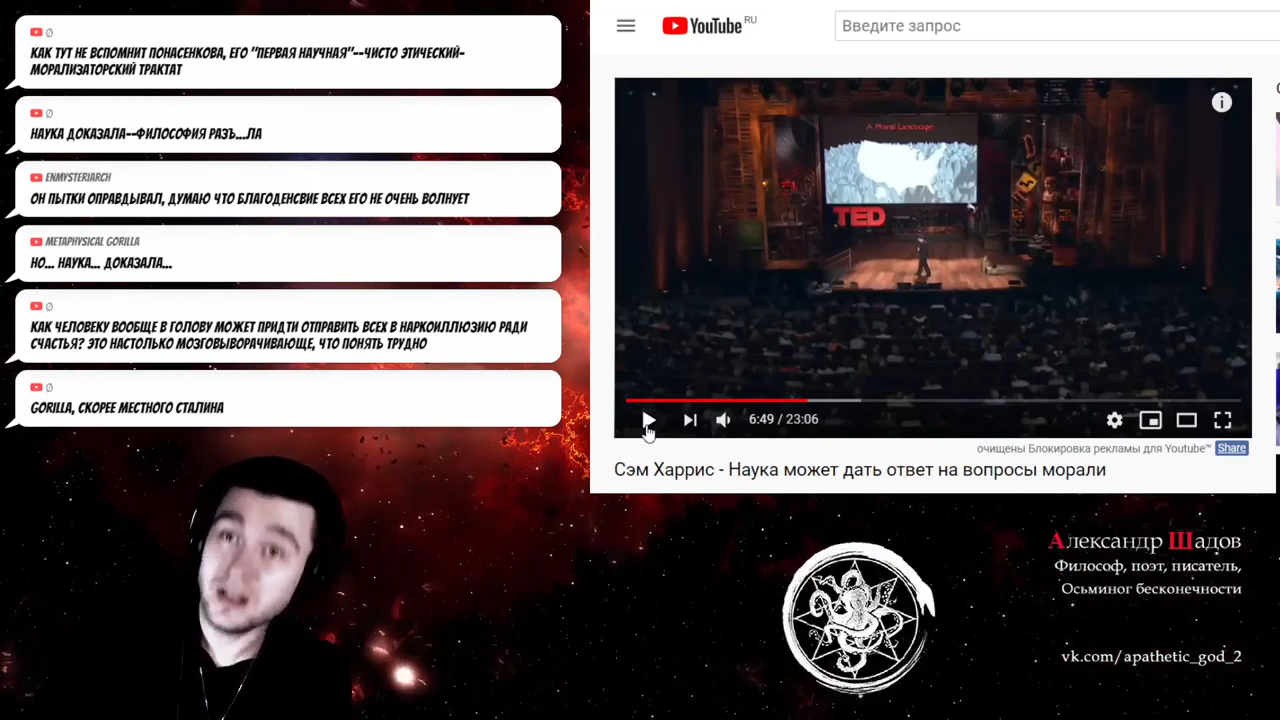 Ø
КАК ТУТ НЕ ВСПОМНИТ ПОНАСЕНКОВА, ЕГО "ПЕРВАЯ НАУЧНАЯ"--ЧИСТО ЭТИЧЕСКИЙ-
МОРАЛИЗАТОРСКИЙ ТРАКТАТ
Ø
НАУКА ДОКАЗАЛА--ФИЛОСОФИЯ РАЗЪ...ЛА
ENMYSTERIARCH
ОН ПЫТКИ ОПРАВДЫВАЛ, ДУМАЮ ЧТО БЛАГОДЕНСВИЕ ВСЕХ ЕГО НЕ ОЧЕНЬ ВОЛНУЕТ
METAPHYSICAL GORILLA
НО... НАУКА... ДОКАЗАЛА...
Ø
КАК ЧЕЛОВЕКУ ВООБЩЕ В ГОЛОВУ МОЖЕТ ПРИДТИ ОТПРАВИТЬ ВСЕХ В НАРКОИЛЛЮЗИЮ РАДИ
СЧАСТЬЯ? ЭТО НАСТОЛЬКО МОЗГОВЫВОРАЧИВАЮЩЕ, ЧТО ПОНЯТЬ ТРУДНО
Ø
GORILLA, СКОРЕЕ МЕСТНОГО СТАЛИНА
YouTube RU
Введите запрос
A Moral Landscape
TED
6:49 / 23:06
очищены Блокировка рекламы для Youtube™ Share
Сэм Харрис - Наука может дать ответ на вопросы морали
Александр Шадов
Философ, поэт, писатель,
Осьминог бесконечности
vk.com/apathetic_god_2